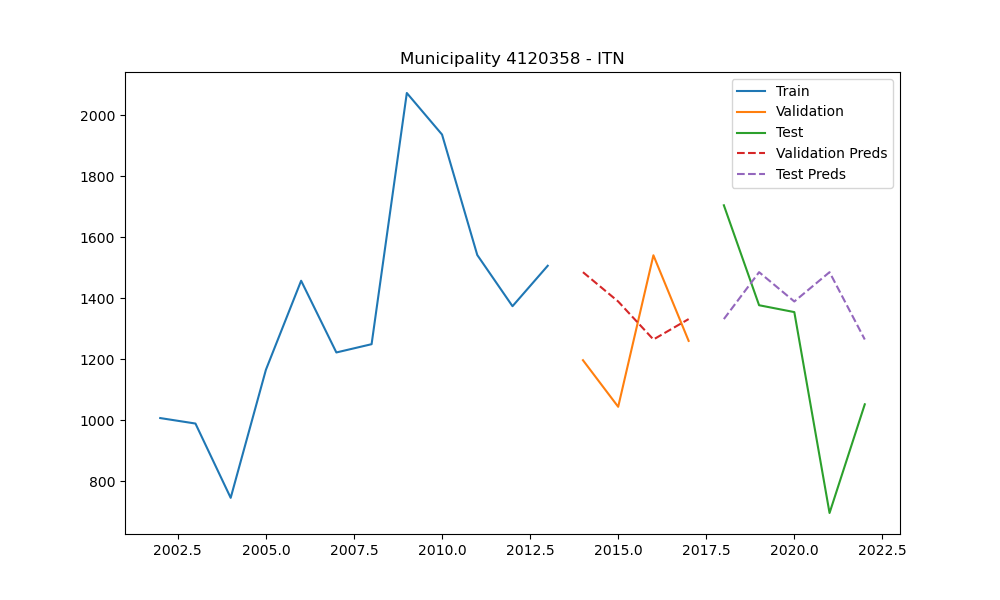 Municipality 4120358 - ITN
Train
Validation
Test
Validation Preds
Test Preds
2000
1800
1600
1400
1200
1000
800
2002.5 2005.0 2007.5 2010.0 2012.5 2015.0 2017.5 2020.0 2022.5